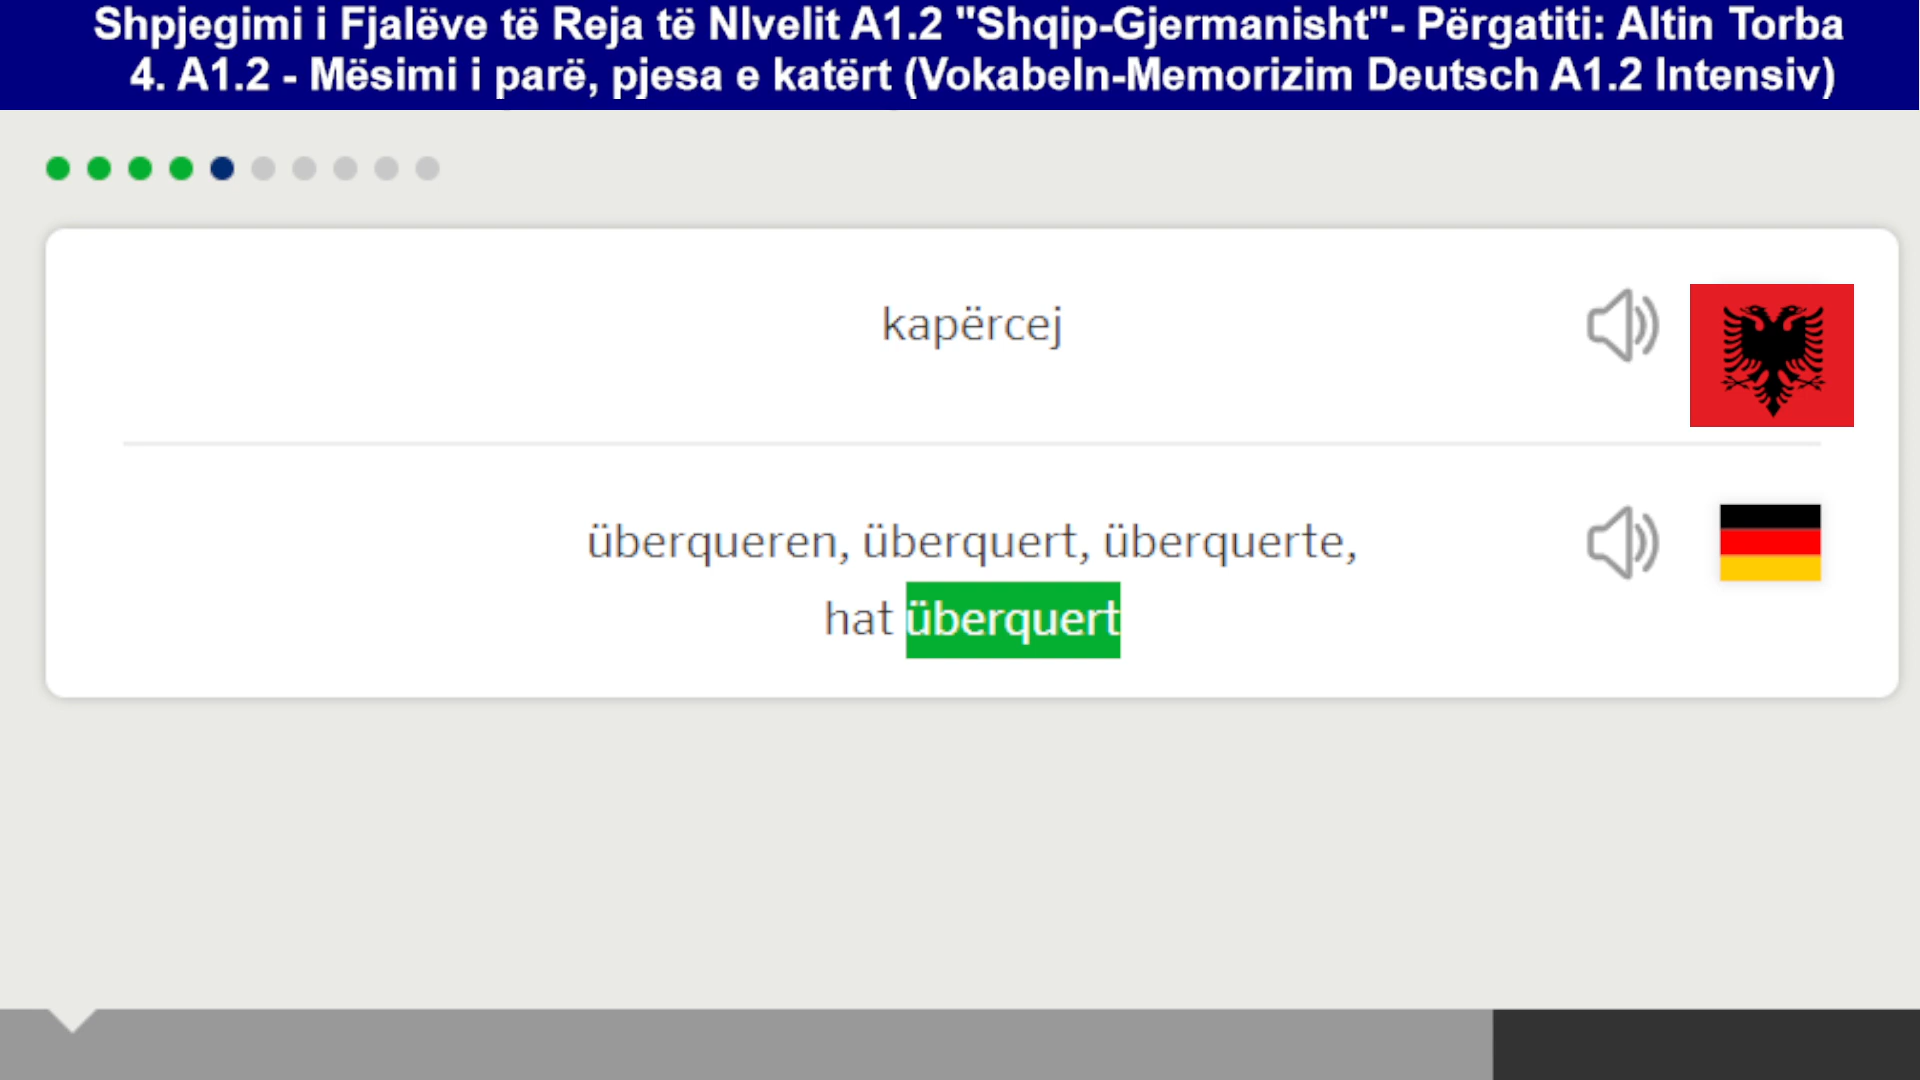 Shpjegimi i Fjalëve të Reja të NIvelit A1.2 "Shqip-Gjermanisht"- Përgatiti: Altin Torba
4. A1.2 - Mësimi i parë, pjesa e katërt (Vokabeln-Memorizim Deutsch A1.2 Intensiv)
kapërcej
überqueren, überquert, überquerte,
hat überquert